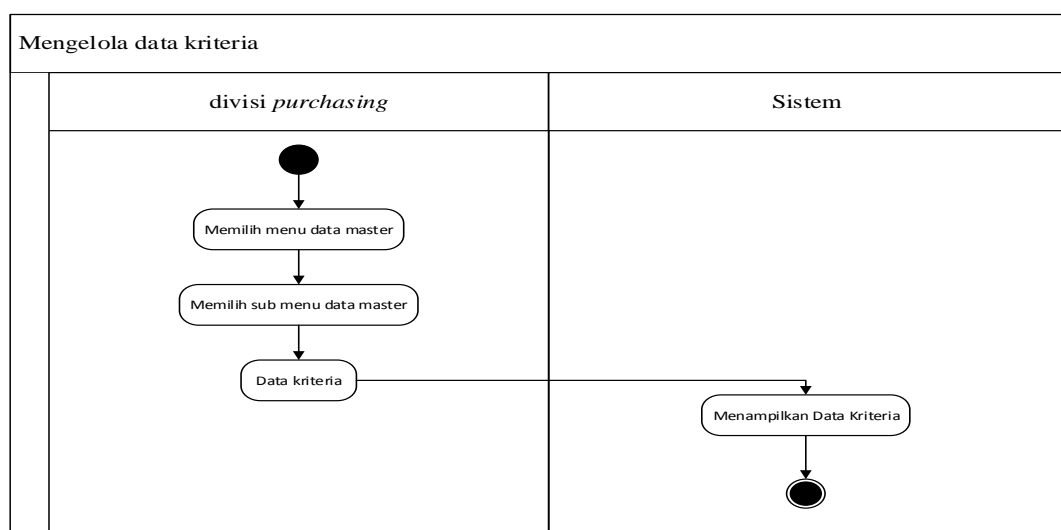 Mengelola data kriteria
divisi purchasing
Sistem
Memilih menu data master
Memilih sub menu data master
Data kriteria
Menampilkan Data Kriteria